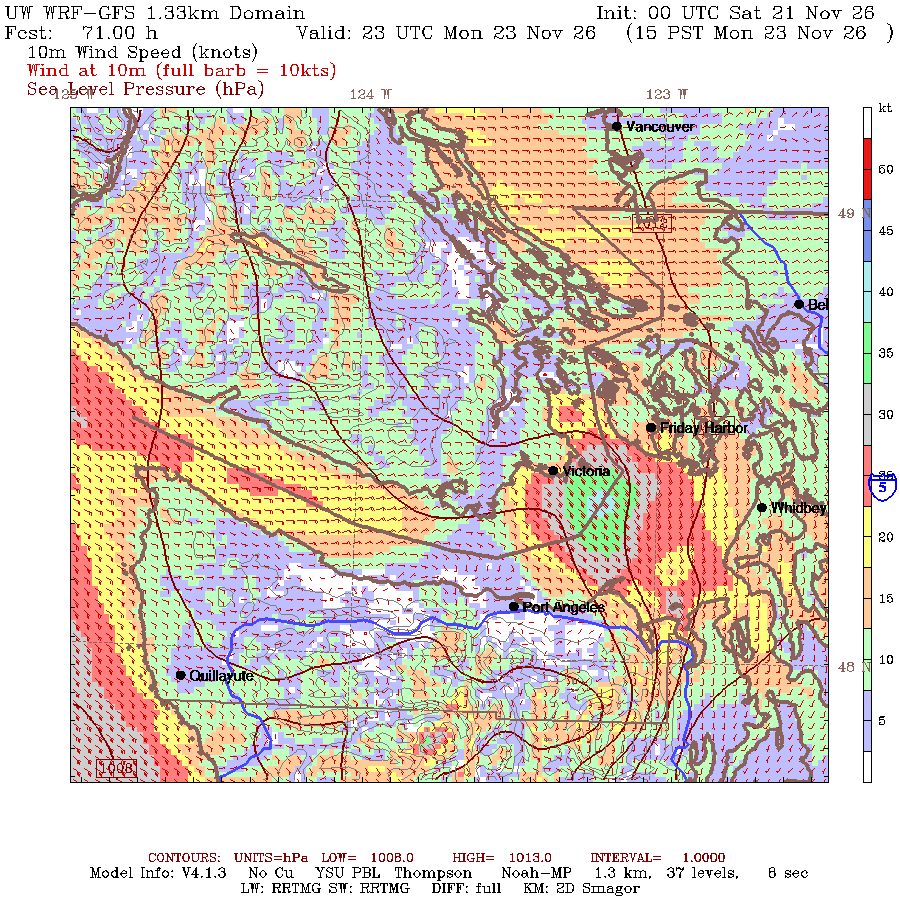 UW WRF-GFS 1.33km Domain Init: 00 UTC Sat 21 Nov 26
Fcst: 71.00 h Valid: 23 UTC Mon 23 Nov 26 (15 PST Mon 23 Nov 26 )
10m Wind Speed (knots)
Wind at 10m (full barb = 10kts)
Sea Level Pressure (hPa)
125 W 124 W 123 W
kt
Vancouver
60
49 N
1012
45
40
Bel
35
30
Friday Harbor
Victoria
25
5
Whidbey
20
15
Port Angeles
10
48 N
Quillayute
5
1008
CONTOURS: UNITS=hPa LOW= 1008.0 HIGH= 1013.0 INTERVAL= 1.0000
Model Info: V4.1.3 No Cu YSU PBL Thompson Noah-MP 1.3 km, 37 levels, 8 sec
LW: RRTMG SW: RRTMG DIFF: full KM: 2D Smagor